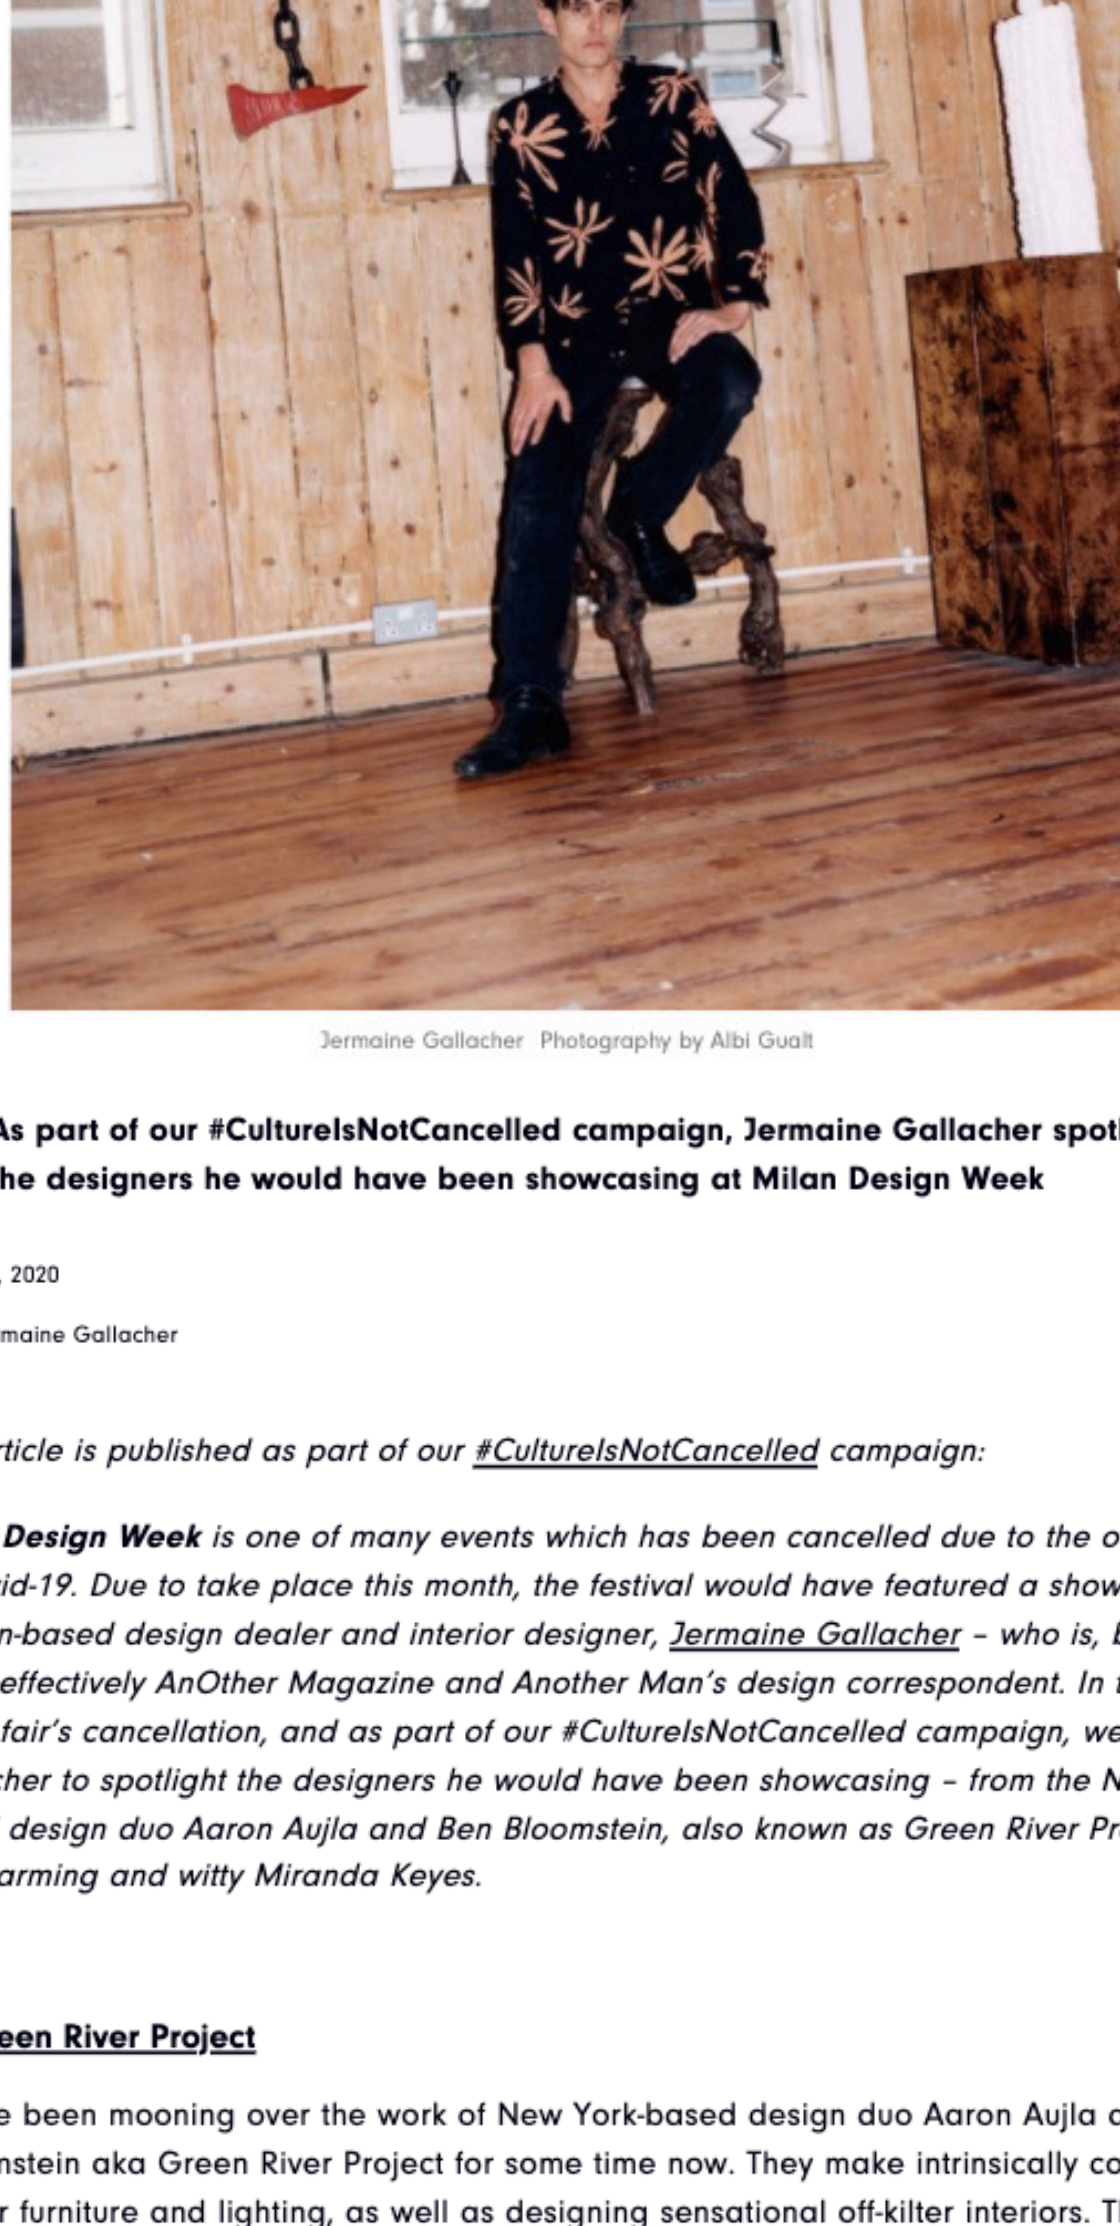 Jermaine Gallacher Photography by Albi Gualt
As part of our #CultureIsNotCancelled campaign, Jermaine Gallacher
the designers he would have been showcasing at Milan Design Week
, 2020
maine Gallacher
rticle is published as part of our #CultureIsNotCancelled campaign:
Design Week is one of many events which has been cancelled due to the
id-19. Due to take place this month, the festival would have featured a show
n-based design dealer and interior designer, Jermaine Gallacher – who is,
effectively AnOther Magazine and Another Man’s design correspondent. In
fair’s cancellation, and as part of our #CultureIsNotCancelled campaign, we
cher to spotlight the designers he would have been showcasing – from the N
design duo Aaron Aujla and Ben Bloomstein, also known as Green River Pr
arming and witty Miranda Keyes.
een River Project
e been mooning over the work of New York-based design duo Aaron Aujla
nstein aka Green River Project for some time now. They make intrinsically co
r furniture and lighting, as well as designing sensational off-kilter interiors.